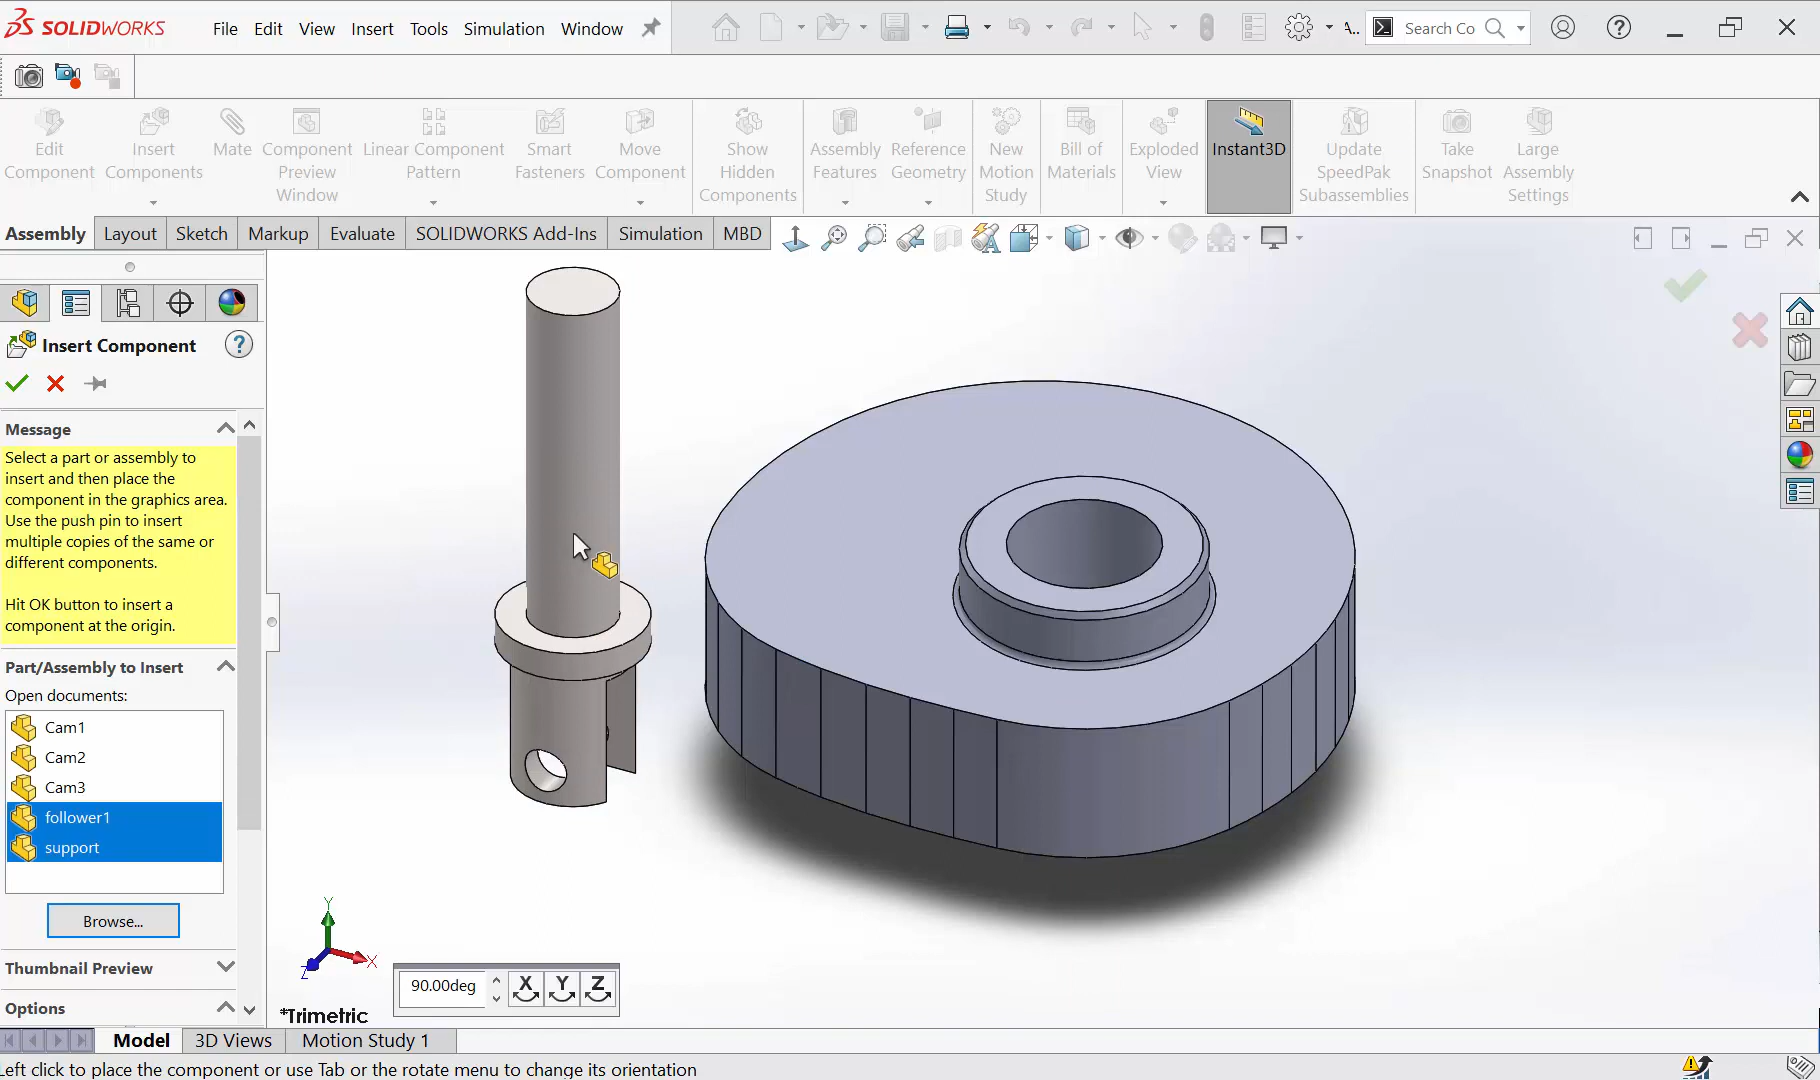 SOLIDWORKS File Edit View Insert Tools Simulation Window A... Search Co
Edit Component
Insert Components
Mate
Component Preview Window
Linear Component Pattern
Smart Fasteners
Move Component
Show Hidden Components
Assembly Features
Reference Geometry
New Motion Study
Bill of Materials
Exploded View
Instant3D
Update SpeedPak Subassemblies
Take Snapshot
Large Assembly Settings
Assembly Layout Sketch Markup Evaluate SOLIDWORKS Add-Ins Simulation MBD
Insert Component
Message
Select a part or assembly to
insert and then place the
component in the graphics area.
Use the push pin to insert
multiple copies of the same or
different components.
Hit OK button to insert a
component at the origin.
Part/Assembly to Insert
Open documents:
Cam1
Cam2
Cam3
follower1
support
Browse...
Thumbnail Preview
Options
Y
X
Z
90.00deg X Y Z
*Trimetric
Model 3D Views Motion Study 1
Left click to place the component or use Tab or the rotate menu to change its orientation